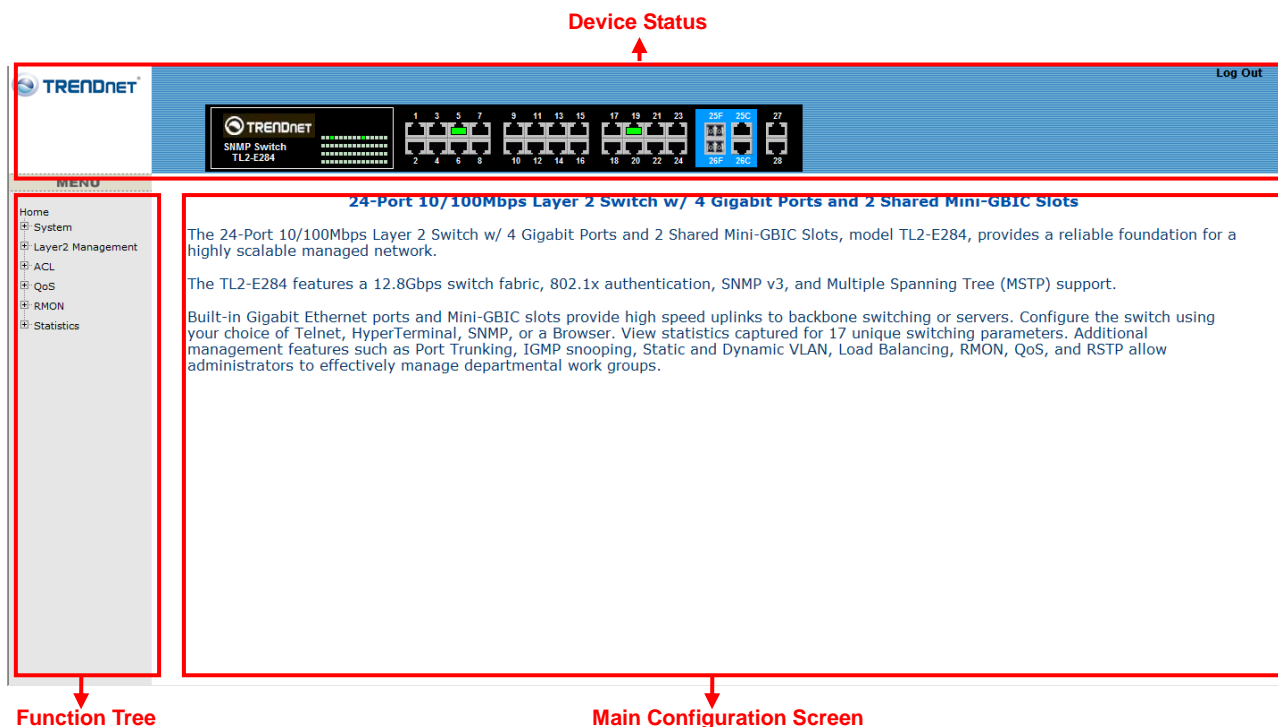 Device Status
Log Out
TRENDNET
TRENDNET
SNMP Switch
TL2-E284
1 3 5 7 9 11 13 15 17 19 21 23 25F 25C 27
2 4 6 8 10 12 14 16 18 20 22 24 26F 26C 28
MENU
Home
System
Layer2 Management
ACL
QoS
RMON
Statistics
24-Port 10/100Mbps Layer 2 Switch w/ 4 Gigabit Ports and 2 Shared Mini-GBIC Slots
The 24-Port 10/100Mbps Layer 2 Switch w/ 4 Gigabit Ports and 2 Shared Mini-GBIC Slots, model TL2-E284, provides a reliable foundation for a
highly scalable managed network.
The TL2-E284 features a 12.8Gbps switch fabric, 802.1x authentication, SNMP v3, and Multiple Spanning Tree (MSTP) support.
Built-in Gigabit Ethernet ports and Mini-GBIC slots provide high speed uplinks to backbone switching or servers. Configure the switch using
your choice of Telnet, HyperTerminal, SNMP, or a Browser. View statistics captured for 17 unique switching parameters. Additional
management features such as Port Trunking, IGMP snooping, Static and Dynamic VLAN, Load Balancing, RMON, QoS, and RSTP allow
administrators to effectively manage departmental work groups.
Function Tree
Main Configuration Screen